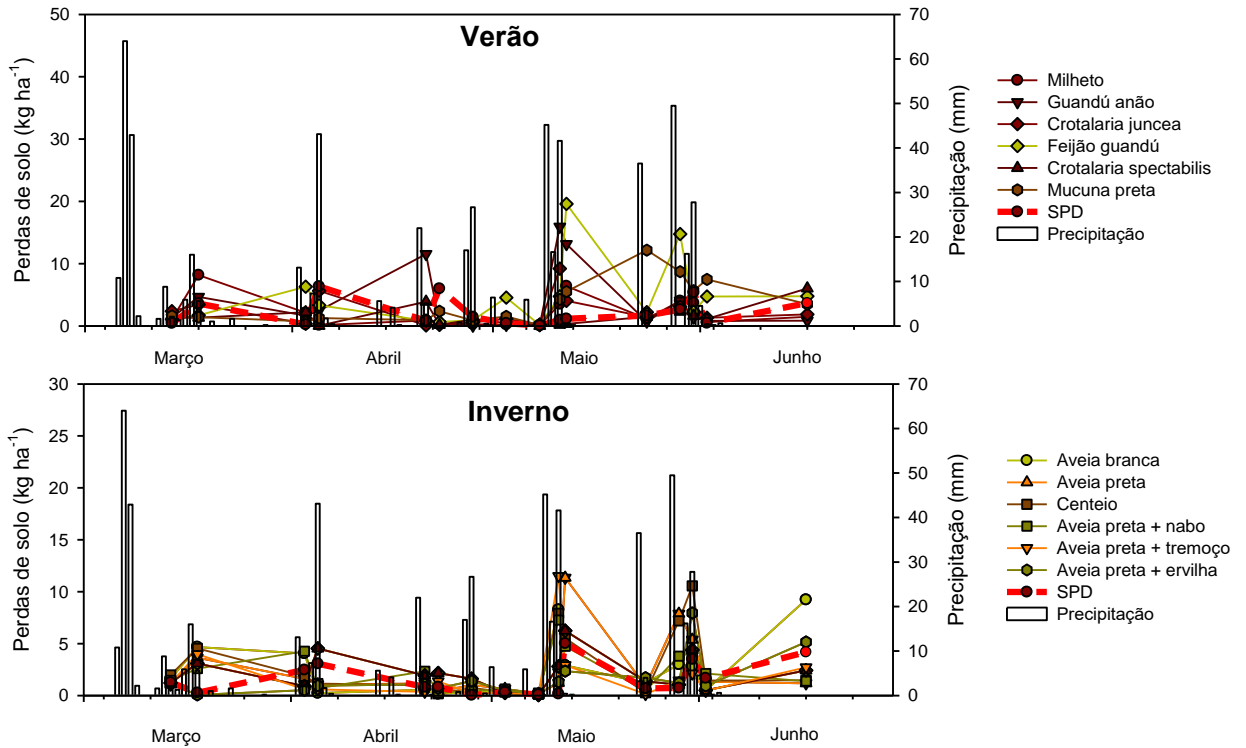 Verão
Perdas de solo (kg ha⁻¹)
50
40
30
20
10
0
70
60
50
40
30
20
10
0
Precipitação (mm)
Março
Abril
Maio
Junho
Milheto
Guandú anão
Crotalaria juncea
Feijão guandú
Crotalaria spectabilis
Mucuna preta
SPD
Precipitação
Inverno
Perdas de solo (kg ha⁻¹)
30
25
20
15
10
5
0
70
60
50
40
30
20
10
0
Precipitação (mm)
Março
Abril
Maio
Junho
Aveia branca
Aveia preta
Centeio
Aveia preta + nabo
Aveia preta + tremoço
Aveia preta + ervilha
SPD
Precipitação